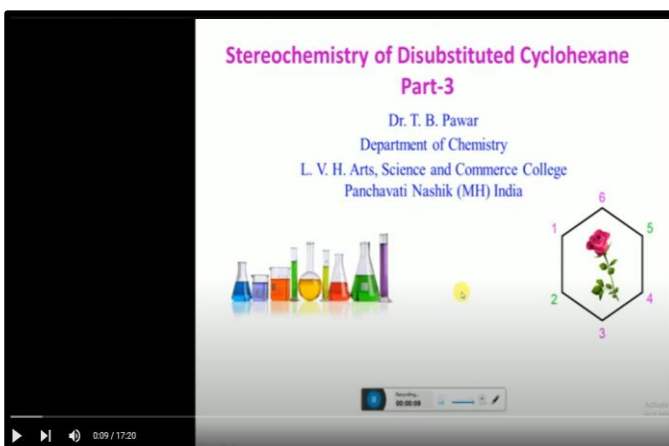 Stereochemistry of Disubstituted Cyclohexane
Part-3
Dr. T. B. Pawar
Department of Chemistry
L. V. H. Arts, Science and Commerce College
Panchavati Nashik (MH) India
6
1
5
2
4
3
Recording...
00:00:08
0:09 / 17:20